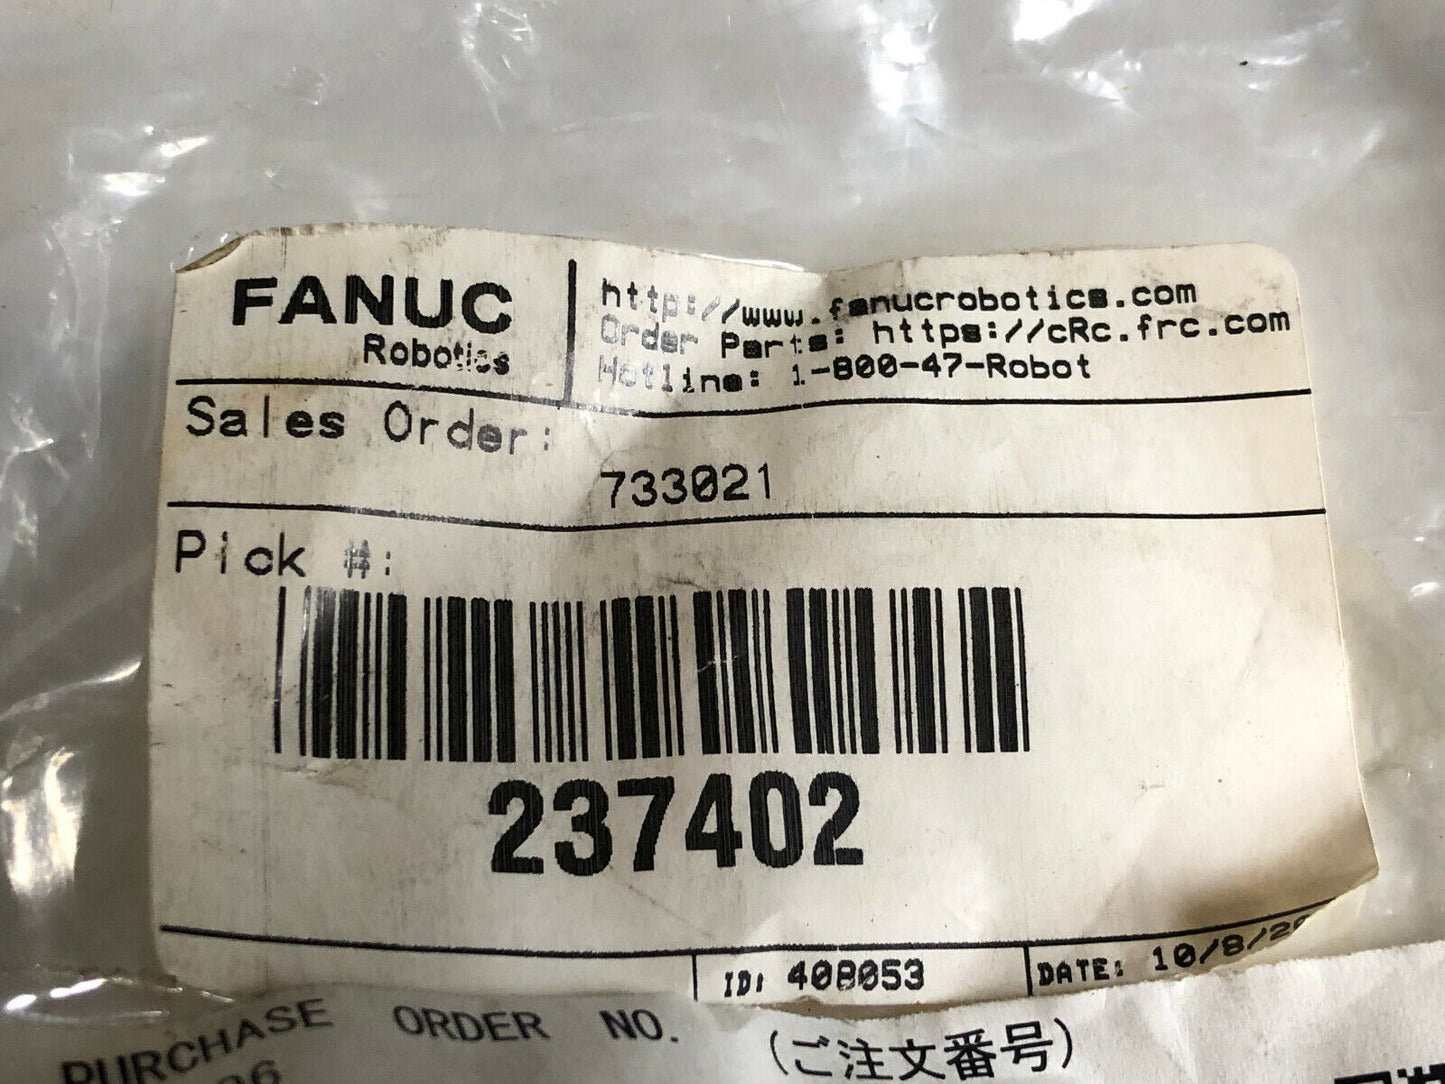 FANUC
Robotics
http://www.fanucrobotics.com
Order Parts: https://cRc.frc.com
Hotline: 1-800-47-Robot
Sales Order:
733021
Pick #:
237402
ID: 408053
DATE: 10/8/20
PURCHASE ORDER NO. (ご注文番号)